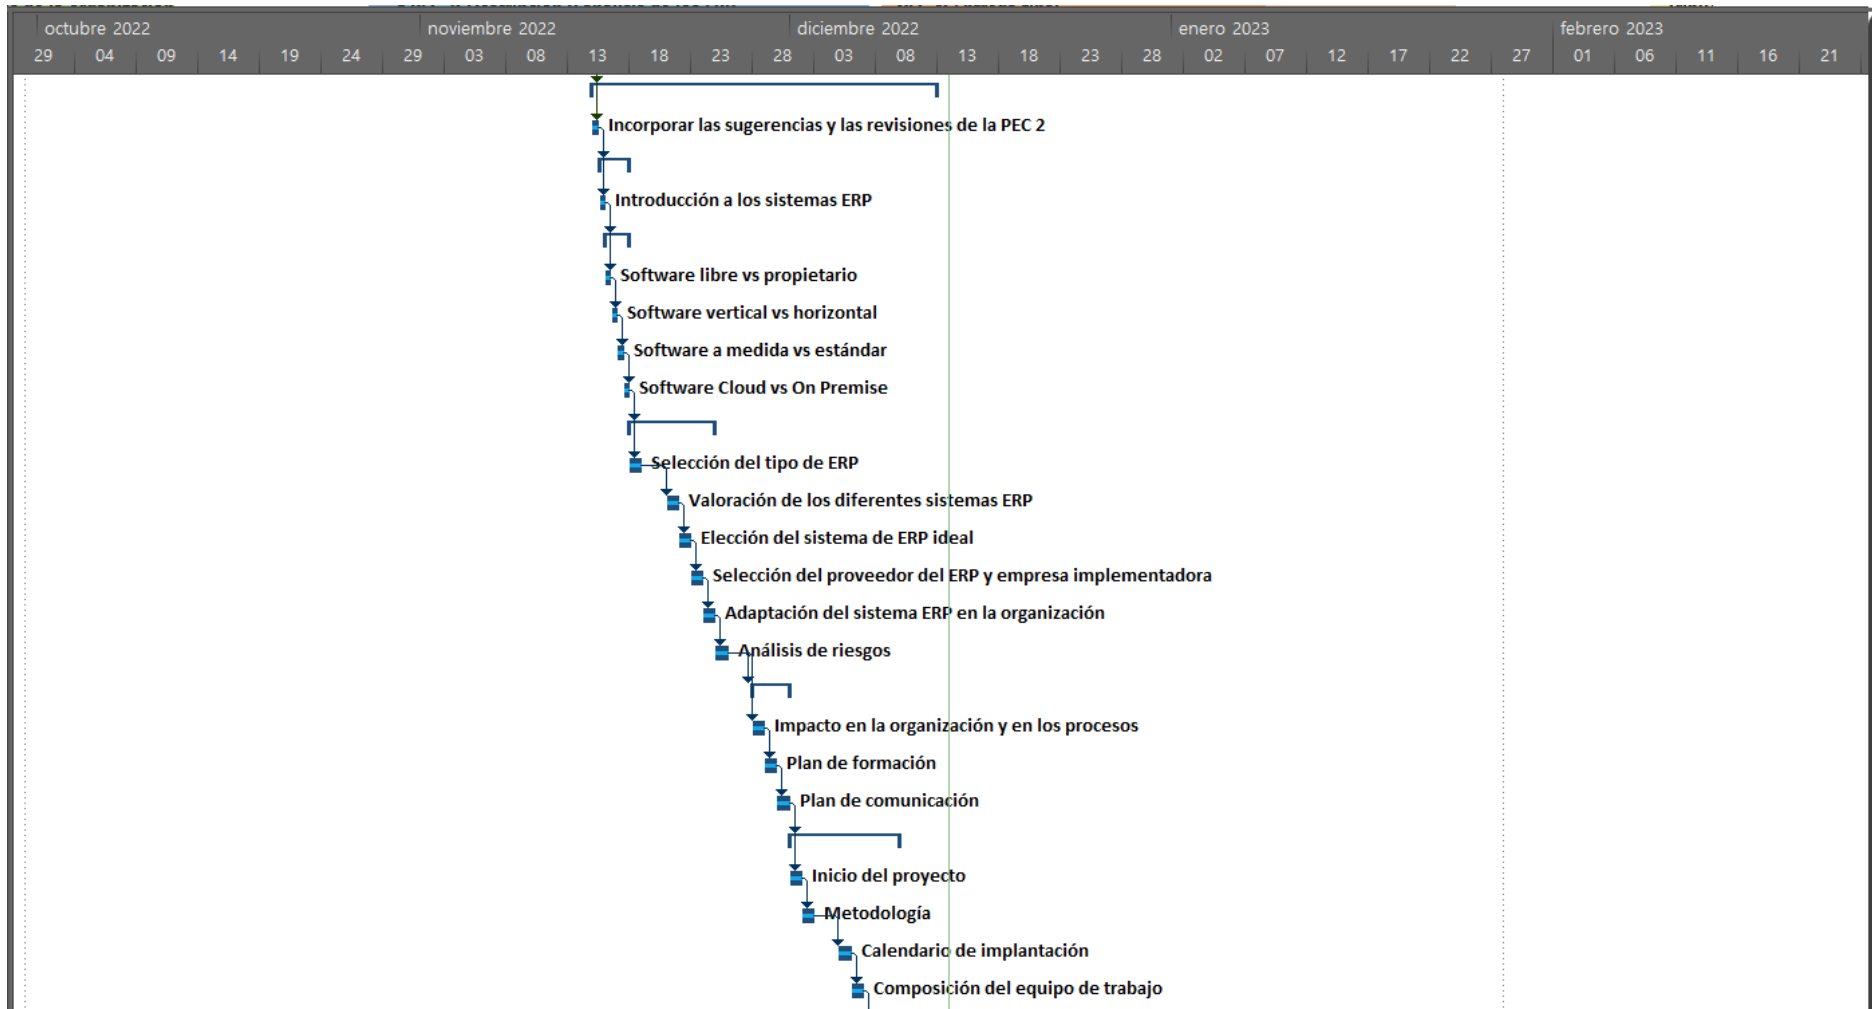 octubre 2022 noviembre 2022 diciembre 2022 enero 2023 febrero 2023
29 04 09 14 19 24 29 03 08 13 18 23 28 03 08 13 18 23 28 02 07 12 17 22 27 01 06 11 16 21
Incorporar las sugerencias y las revisiones de la PEC 2
Introducción a los sistemas ERP
Software libre vs propietario
Software vertical vs horizontal
Software a medida vs estándar
Software Cloud vs On Premise
Selección del tipo de ERP
Valoración de los diferentes sistemas ERP
Elección del sistema de ERP ideal
Selección del proveedor del ERP y empresa implementadora
Adaptación del sistema ERP en la organización
Análisis de riesgos
Impacto en la organización y en los procesos
Plan de formación
Plan de comunicación
Inicio del proyecto
Metodología
Calendario de implantación
Composición del equipo de trabajo